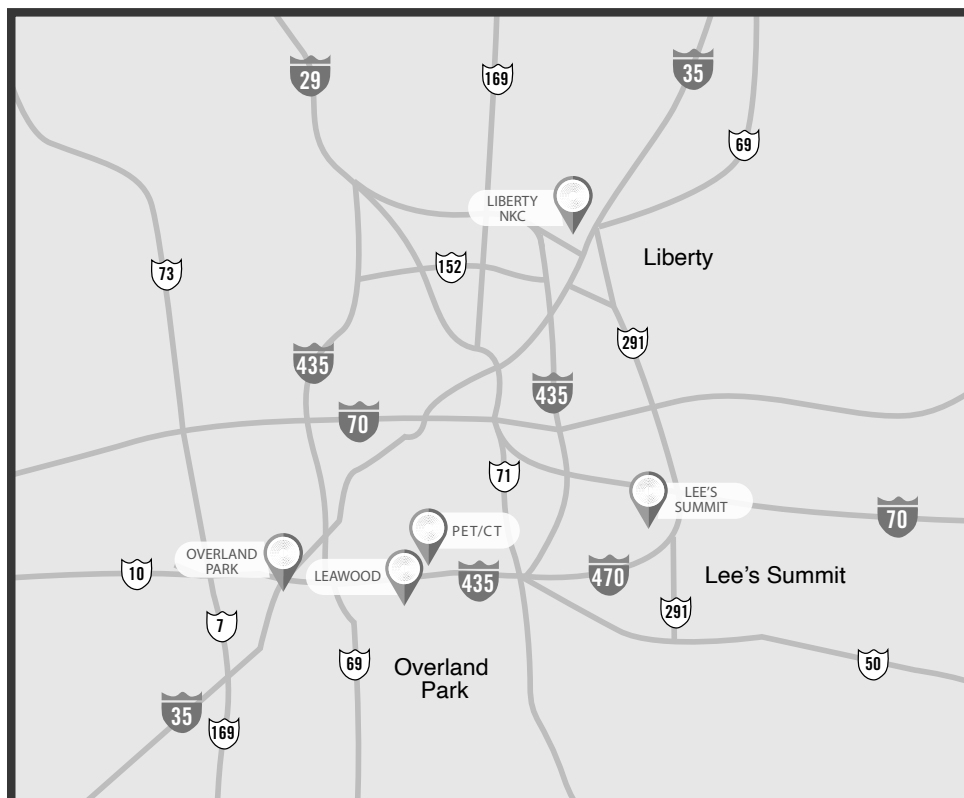 29
169
35
69
LIBERTY
NKC
Liberty
152
73
291
435
435
70
71
LEE'S
SUMMIT
70
PET/CT
OVERLAND
PARK
LEAWOOD
10
435
470
Lee's Summit
291
7
69
Overland
Park
50
35
169